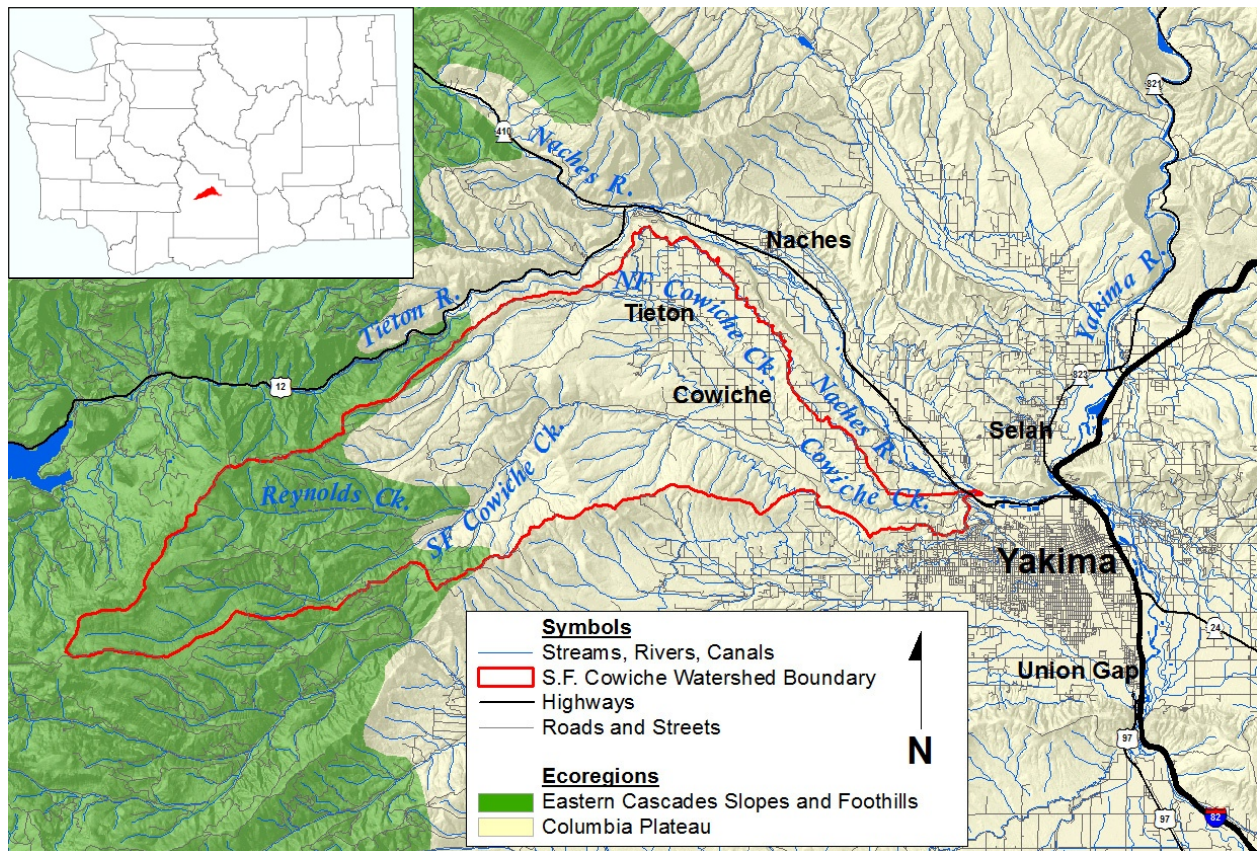 410
Naches R.
821
Naches
Yakima R.
Tieton R.
NF Cowiche Ck.
Tieton
12
823
Cowiche
Naches R.
Selah
SF Cowiche Ck.
Cowiche Ck.
Reynolds Ck.
Yakima
24
Union Gap
97
97
82
Symbols
Streams, Rivers, Canals
S.F. Cowiche Watershed Boundary
Highways
Roads and Streets
N
Ecoregions
Eastern Cascades Slopes and Foothills
Columbia Plateau